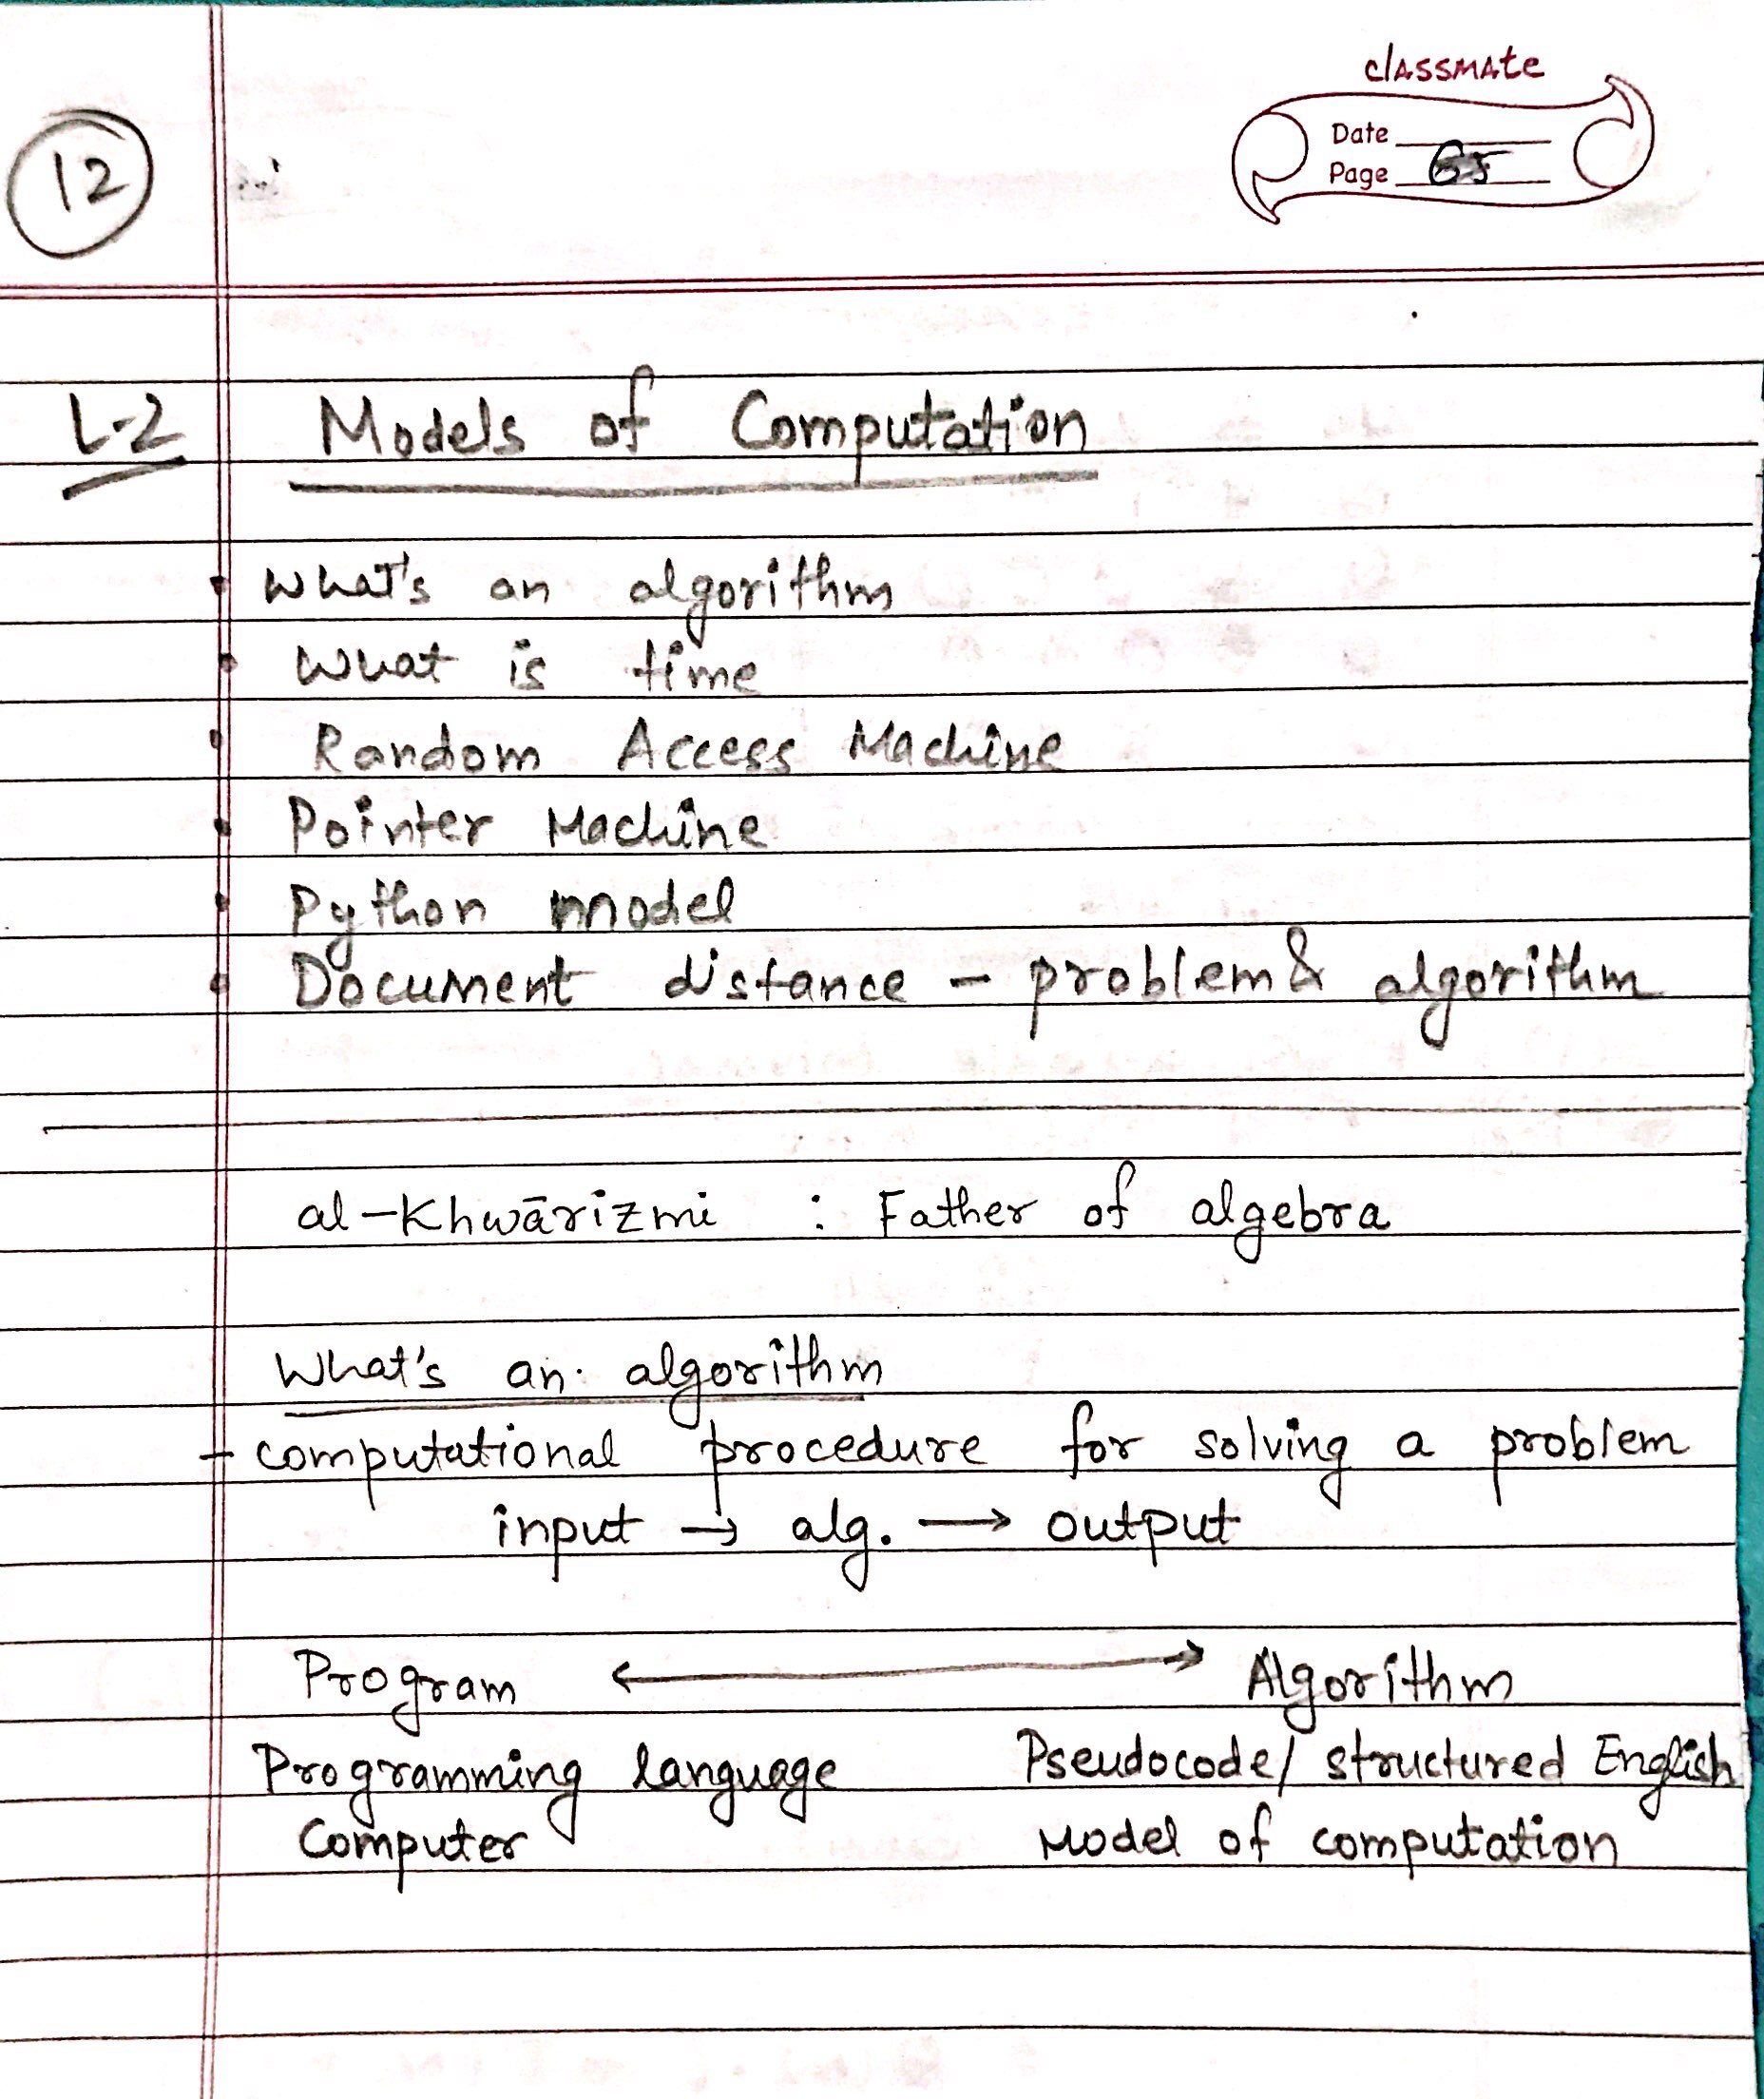 classmate
Date
Page
12
L-2 Models of Computation
What's an algorithm
What is time
Random Access Machine
Pointer Machine
Python model
Document distance - problem & algorithm
al-Khwārizmi : Father of algebra
What's an algorithm
- computational procedure for solving a problem
input → alg. → output
Program ↔ Algorithm
Programming language Pseudocode/ structured English
Computer Model of computation